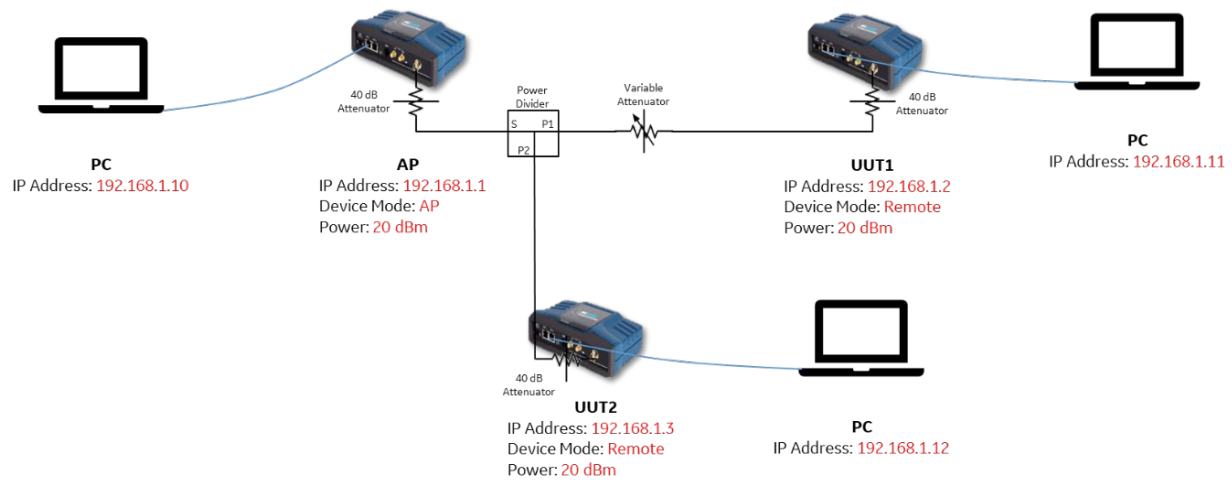 40 dB
Attenuator
Power
Divider
S
P1
P2
Variable
Attenuator
40 dB
Attenuator
PC
IP Address: 192.168.1.10
AP
IP Address: 192.168.1.1
Device Mode: AP
Power: 20 dBm
UUT1
IP Address: 192.168.1.2
Device Mode: Remote
Power: 20 dBm
PC
IP Address: 192.168.1.11
40 dB
Attenuator
UUT2
IP Address: 192.168.1.3
Device Mode: Remote
Power: 20 dBm
PC
IP Address: 192.168.1.12